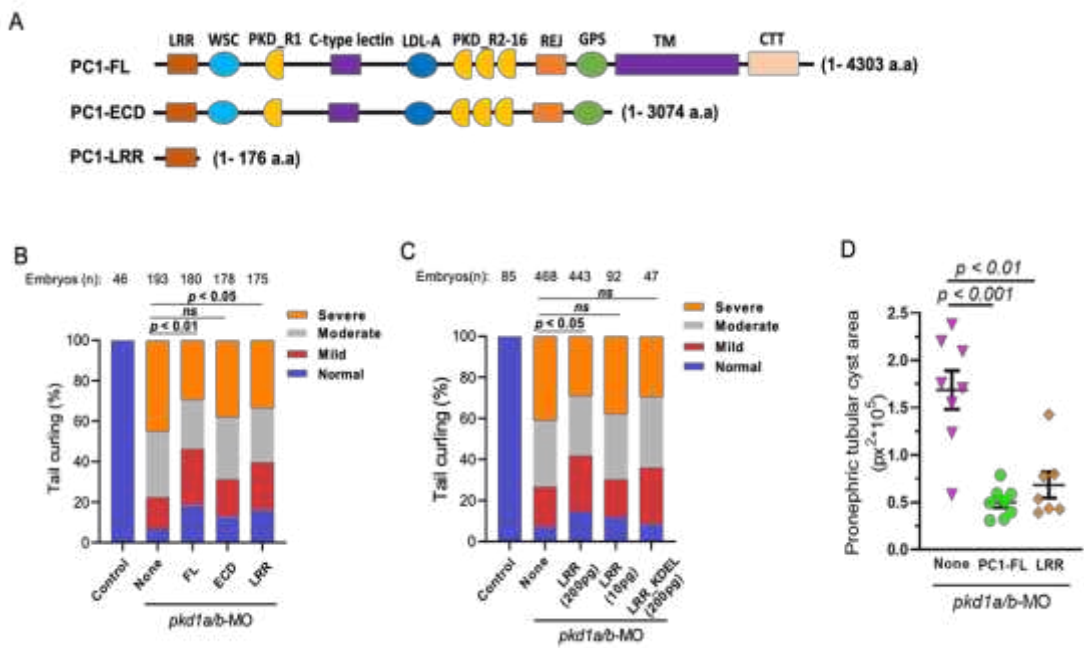 A
LRR WSC PKD_R1 C-type lectin LDL-A PKD_R2-16 REJ GPS TM CTT
PC1-FL (1- 4303 a.a)
PC1-ECD (1- 3074 a.a)
PC1-LRR (1- 176 a.a)
B
Embryos (n): 46 193 180 178 175
p < 0.05
ns
p < 0.01
Severe
Moderate
Mild
Normal
Tail curling (%)
100
80
60
40
20
0
Control None FL ECD LRR
pkd1a/b-MO
C
Embryos(n): 85 468 443 92 47
ns
ns
p < 0.05
Severe
Moderate
Mild
Normal
Tail curling (%)
100
80
60
40
20
0
Control None LRR (200pg) LRR (10pg) LRR_KDEL (200pg)
pkd1a/b-MO
D
p < 0.01
p < 0.001
Pronephric tubular cyst area
(px²*10⁵)
2.5
2.0
1.5
1.0
0.5
0.0
None PC1-FL LRR
pkd1a/b-MO